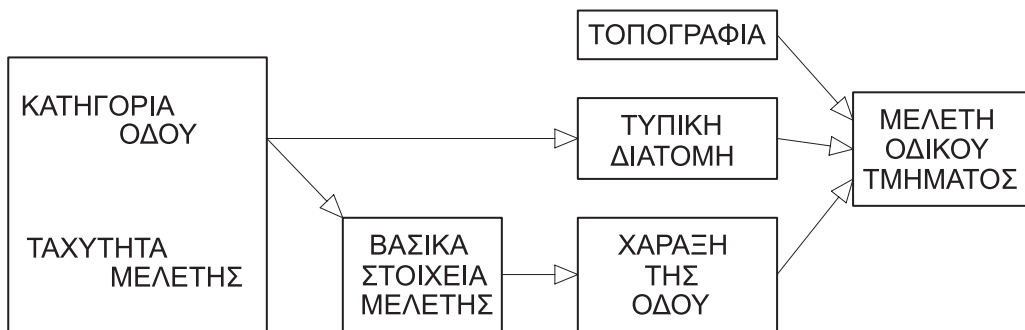 ΚΑΤΗΓΟΡΙΑ
ΟΔΟΥ
ΤΑΧΥΤΗΤΑ
ΜΕΛΕΤΗΣ
ΒΑΣΙΚΑ
ΣΤΟΙΧΕΙΑ
ΜΕΛΕΤΗΣ
ΤΟΠΟΓΡΑΦΙΑ
ΤΥΠΙΚΗ
ΔΙΑΤΟΜΗ
ΧΑΡΑΞΗ
ΤΗΣ
ΟΔΟΥ
ΜΕΛΕΤΗ
ΟΔΙΚΟΥ
ΤΜΗΜΑΤΟΣ